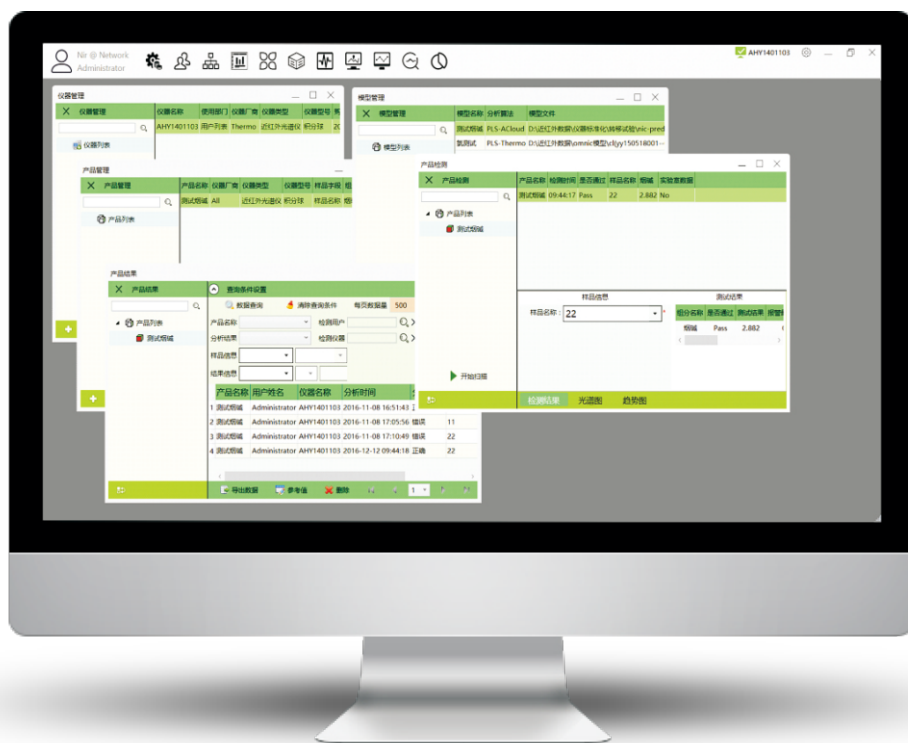 Nir @ Network
Administrator
AHY1401103
仪器管理
仪器管理
仪器名称 使用部门 仪器厂商 仪器类型 仪器型号
AHY1401103 用户列表 Thermo 近红外光谱仪 积分球
仪器列表
模型管理
模型管理
模型名称 分析算法 模型文件
测试烟碱 PLS-ACloud
氨测试 PLS-Thermo
模型列表
产品管理
产品管理
产品名称 仪器厂商 仪器类型 仪器型号 样品字段
测试烟碱 All 近红外光谱仪 积分球 样品名称
产品列表
产品检测
产品检测
产品名称 检测时间 是否通过 样品名称 烟碱 实验室数据
测试烟碱 09:44:17 Pass 22 2.882 No
产品列表
测试烟碱
样品信息
样品名称： 22
测试结果
组分名称 是否通过 测试结果
烟碱 Pass 2.882
开始扫描
检测结果 光谱图 趋势图
产品结果
产品结果
查询条件设置
数据查询 清除查询条件 每页数据量 500
产品列表
测试烟碱
产品名称 检测用户
分析结果 检测仪器
样品信息
结果信息
产品名称 用户姓名 仪器名称 分析时间
1 测试烟碱 Administrator AHY1401103 2016-11-08 16:51:43
2 测试烟碱 Administrator AHY1401103 2016-11-08 17:05:56 错误 11
3 测试烟碱 Administrator AHY1401103 2016-11-08 17:10:49 错误 22
4 测试烟碱 Administrator AHY1401103 2016-12-12 09:44:18 正确 22
导出数据 参考值 删除 1